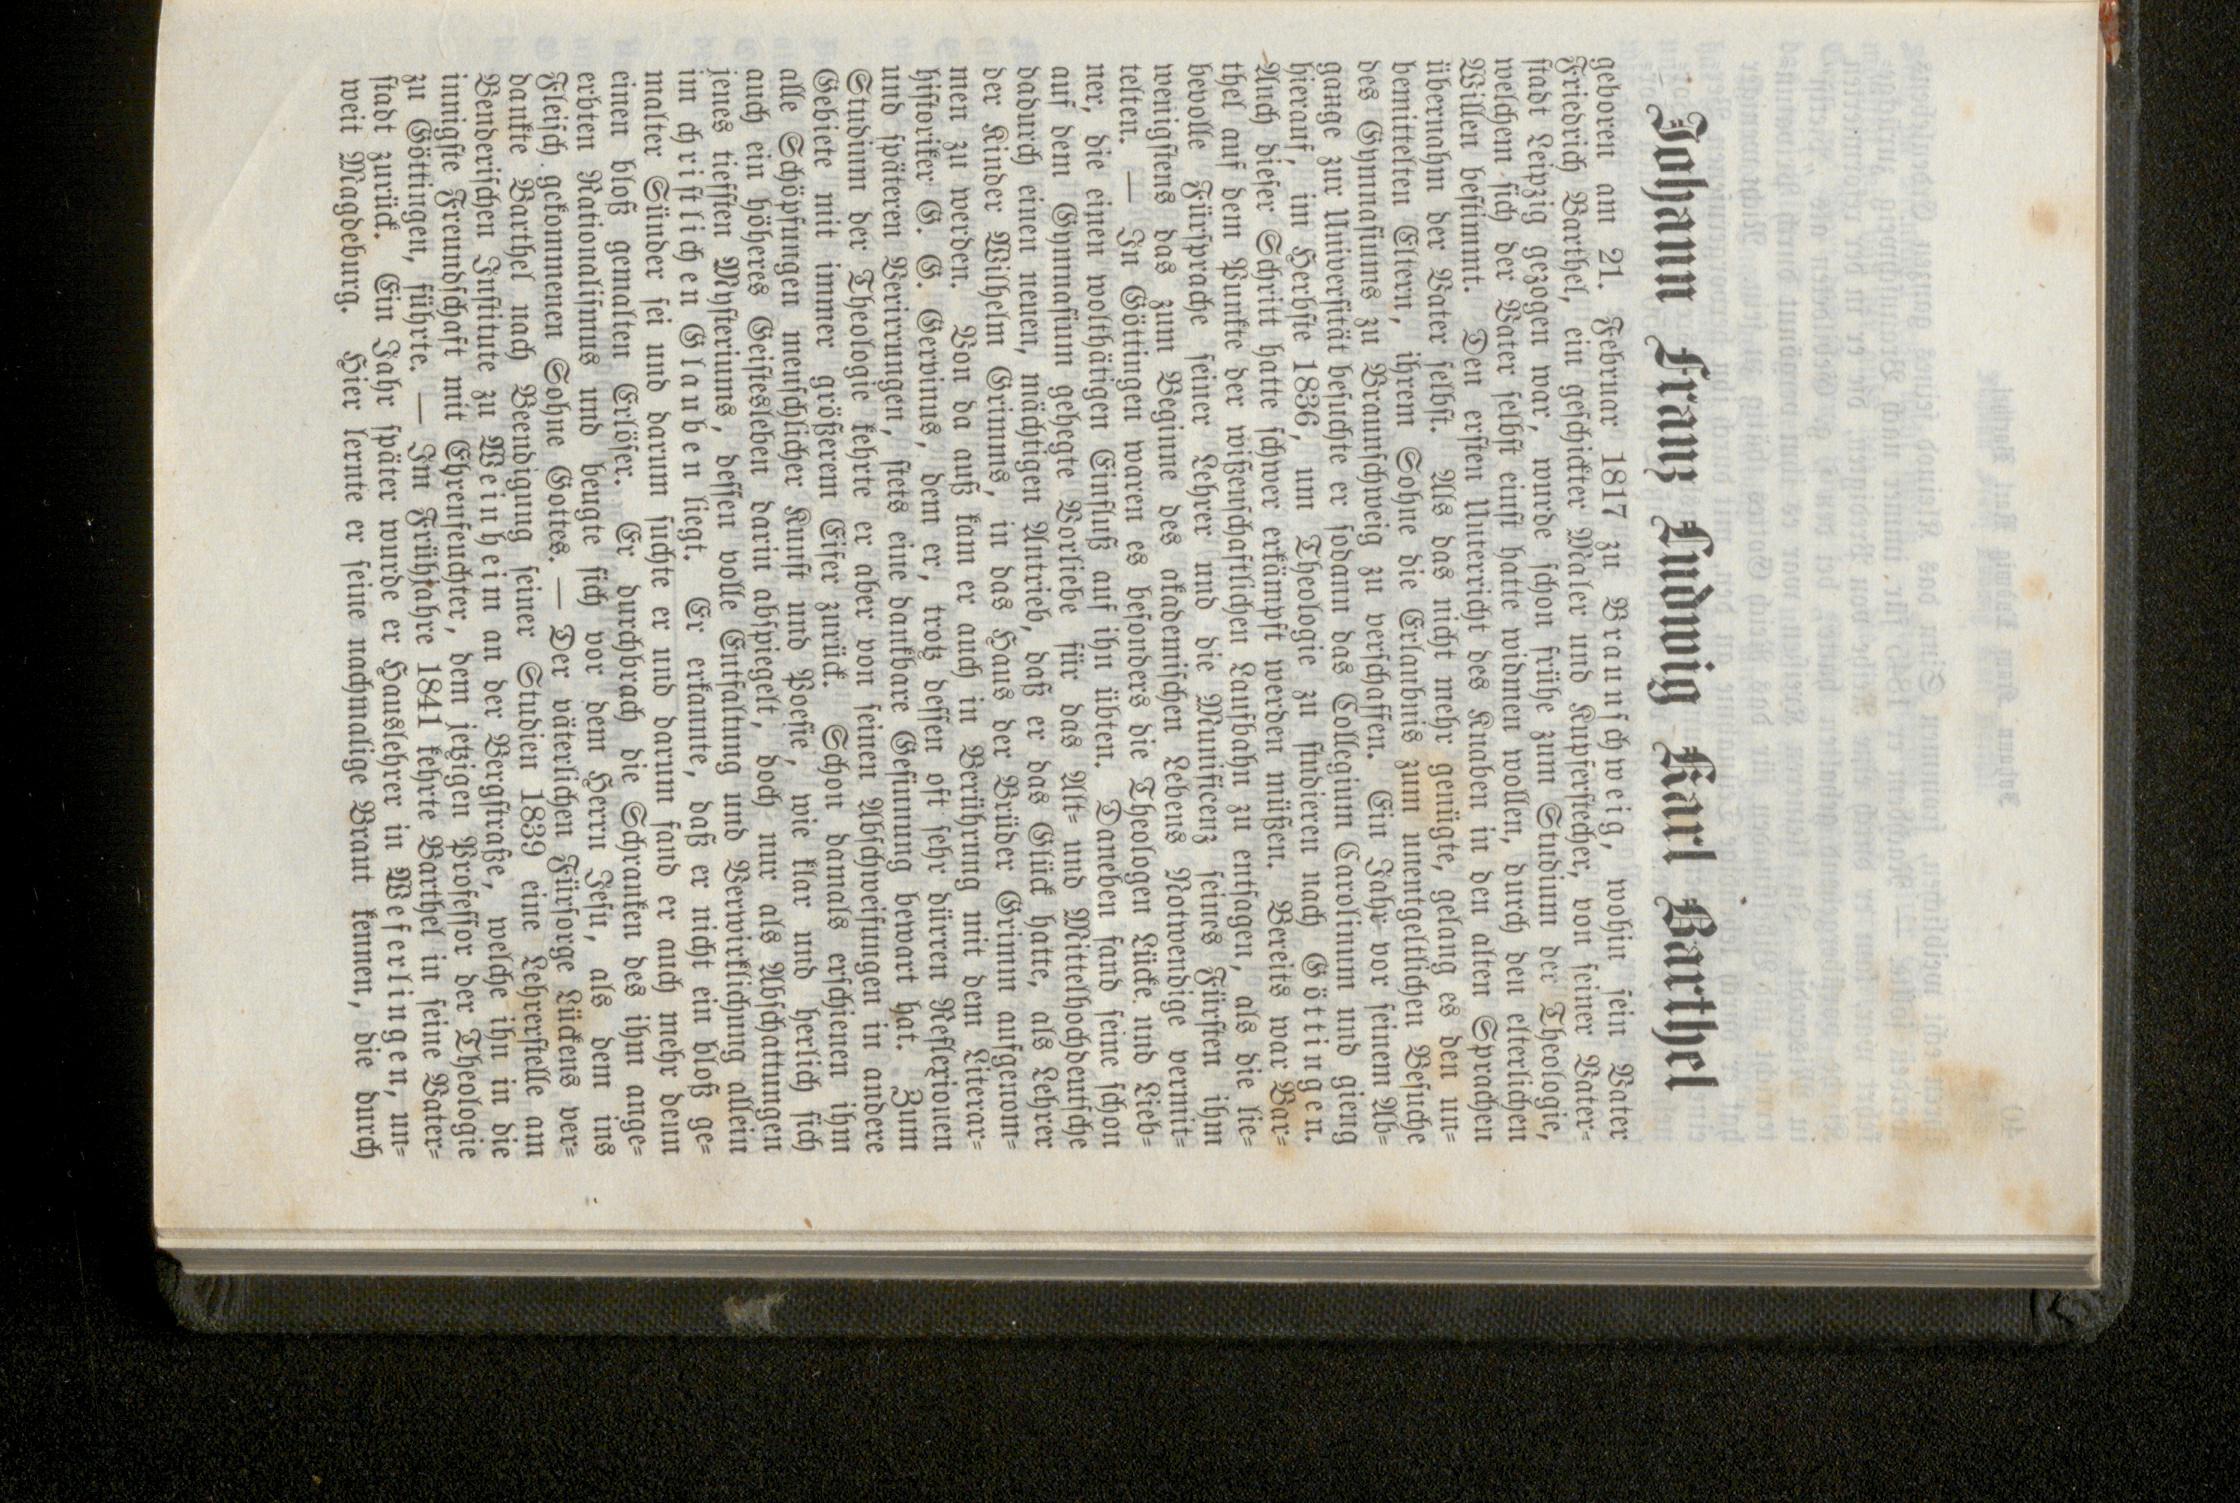 Johann Franz Ludwig Karl Barthel
geboren am 21. Februar 1817 zu Braunschweig, wohin sein Vater
Friedrich Barthel, ein geschickter Maler und Kupferstecher, von seiner Vater-
stadt Leipzig gezogen war, wurde schon frühe zum Studium der Theologie,
welchem sich der Vater selbst einst hatte widmen wollen, durch den elterlichen
Willen bestimmt. Den ersten Unterricht des Knaben in den alten Sprachen
übernahm der Vater selbst. Als das nicht mehr genügte, gelang es den un-
bemittelten Eltern, ihrem Sohne die Erlaubnis zum unentgeltlichen Besuche
des Gymnasiums zu Braunschweig zu verschaffen. Ein Jahr vor seinem Ab-
gange zur Universität besuchte er sodann das Collegium Carolinum und gieng
hierauf, im Herbste 1836, um Theologie zu studieren nach Göttingen.
Auch dieser Schritt hatte schwer erkämpft werden müßen. Bereits war Bar-
thel auf dem Punkte der wißenschaftlichen Laufbahn zu entsagen, als die lie-
bevolle Fürsprache seiner Lehrer und die Munificenz seines Fürsten ihm
wenigstens das zum Beginne des akademischen Lebens Notwendige vermit-
telten. — In Göttingen waren es besonders die Theologen Lücke und Lieb-
ner, die einen wolthätigen Einfluß auf ihn übten. Daneben fand seine schon
auf dem Gymnasium gehegte Vorliebe für das Alt- und Mittelhochdeutsche
dadurch einen neuen, mächtigen Antrieb, daß er das Glück hatte, als Lehrer
der Kinder Wilhelm Grimms, in das Haus der Brüder Grimm aufgenom-
men zu werden. Von da auß kam er auch in Berührung mit dem Literar-
historiker G. G. Gervinus, dem er, trotz dessen oft sehr dürren Reflexionen
und späteren Verirrungen, stets eine dankbare Gesinnung bewart hat. Zum
Studium der Theologie kehrte er aber von seinen Abschweifungen in andere
Gebiete mit immer größerem Eifer zurück. Schon damals erschienen ihm
alle Schöpfungen menschlicher Kunst und Poesie, wie klar und herlich sich
auch ein höheres Geistesleben darin abspiegelt, doch nur als Abschattungen
jenes tiefsten Mysteriums, dessen volle Entfaltung und Verwirklichung allein
im christlichen Glauben liegt. Er erkannte, daß er nicht ein bloß ge-
malter Sünder sei und darum suchte er und darum fand er auch mehr denn
einen bloß gemalten Erlöser. Er durchbrach die Schranken des ihm ange-
erbten Rationalismus und beugte sich vor dem Herrn Jesu, als dem ins
Fleisch gekommenen Sohne Gottes. — Der väterlichen Fürsorge Lückens ver-
dankte Barthel nach Beendigung seiner Studien 1839 eine Lehrerstelle am
Benderischen Institute zu Weinheim an der Bergstraße, welche ihn in die
innigste Freundschaft mit Ehrenfeuchter, dem jetzigen Professor der Theologie
zu Göttingen, führte. — Im Frühjahre 1841 kehrte Barthel in seine Vater-
stadt zurück. Ein Jahr später wurde er Hauslehrer in Weferlingen, un-
weit Magdeburg. Hier lernte er seine nachmalige Braut kennen, die durch